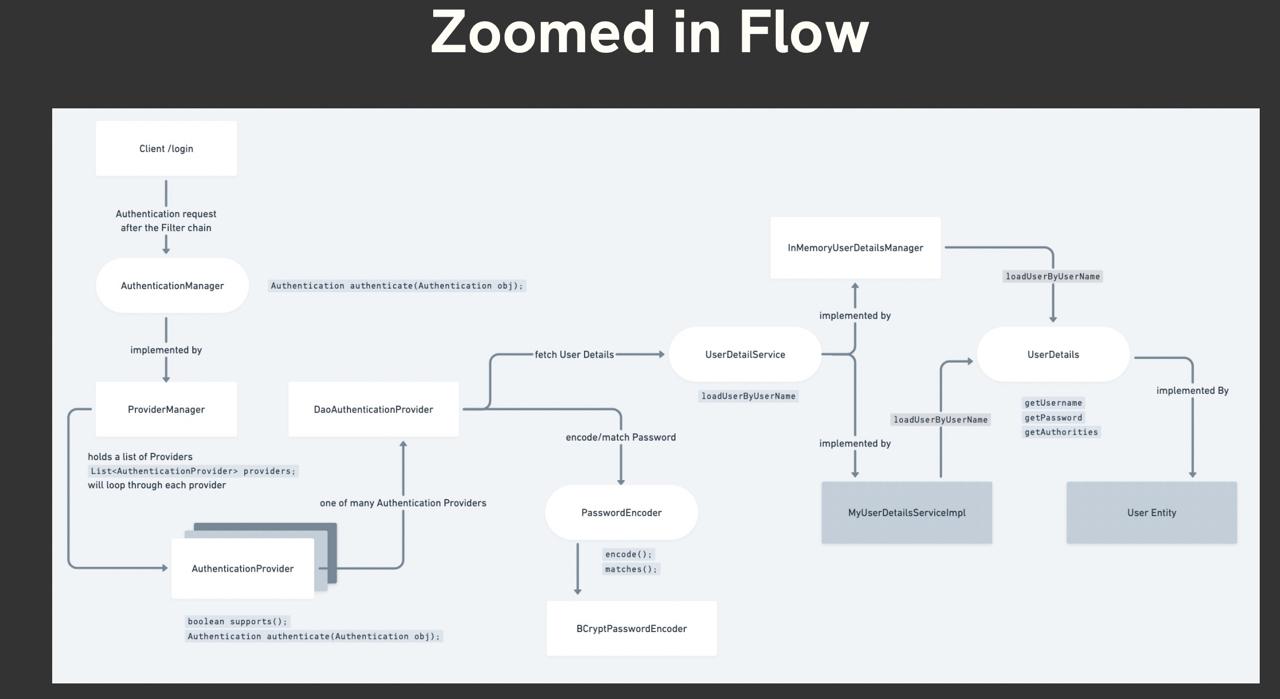 Zoomed in Flow
Client /login
Authentication request
after the Filter chain
AuthenticationManager
Authentication authenticate(Authentication obj);
implemented by
ProviderManager
holds a list of Providers
List<AuthenticationProvider> providers;
will loop through each provider
AuthenticationProvider
boolean supports();
Authentication authenticate(Authentication obj);
one of many Authentication Providers
DaoAuthenticationProvider
fetch User Details
encode/match Password
PasswordEncoder
encode();
matches();
BCryptPasswordEncoder
UserDetailService
loadUserByUserName
implemented by
InMemoryUserDetailsManager
loadUserByUserName
implemented by
MyUserDetailsServiceImpl
loadUserByUserName
UserDetails
getUsername
getPassword
getAuthorities
implemented By
User Entity